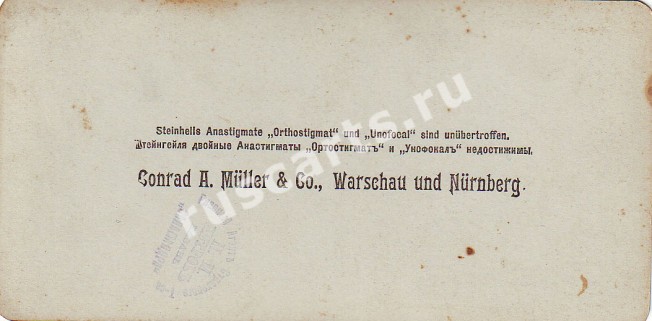 Steinheils Anastigmate „Orthostigmat“ und „Unofocal“ sind unübertroffen.
Штейнгейля двойные Анастигматы „Ортостигматъ“ и „Унофокалъ“ недостижимы.
Conrad A. Müller & Co., Warschau und Nürnberg.
ruscarts.ru